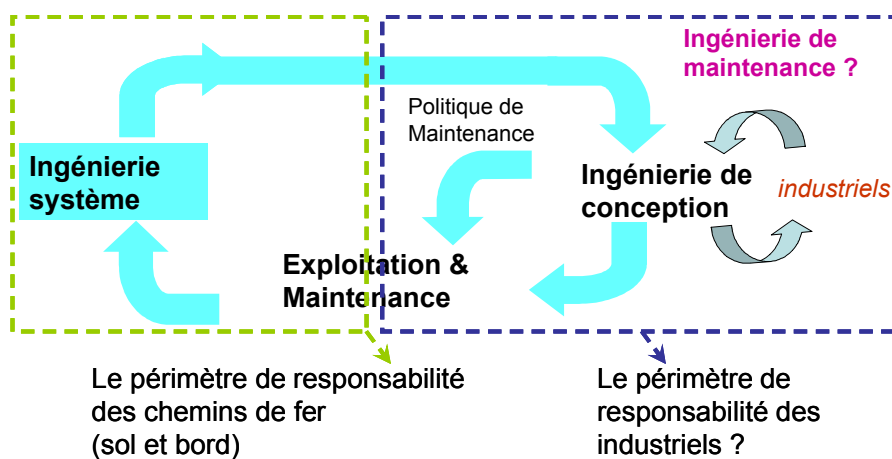 Ingénierie de
maintenance ?
Politique de
Maintenance
Ingénierie
système
Ingénierie de
conception
industriels
Exploitation &
Maintenance
Le périmètre de responsabilité
des chemins de fer
(sol et bord)
Le périmètre de
responsabilité des
industriels ?